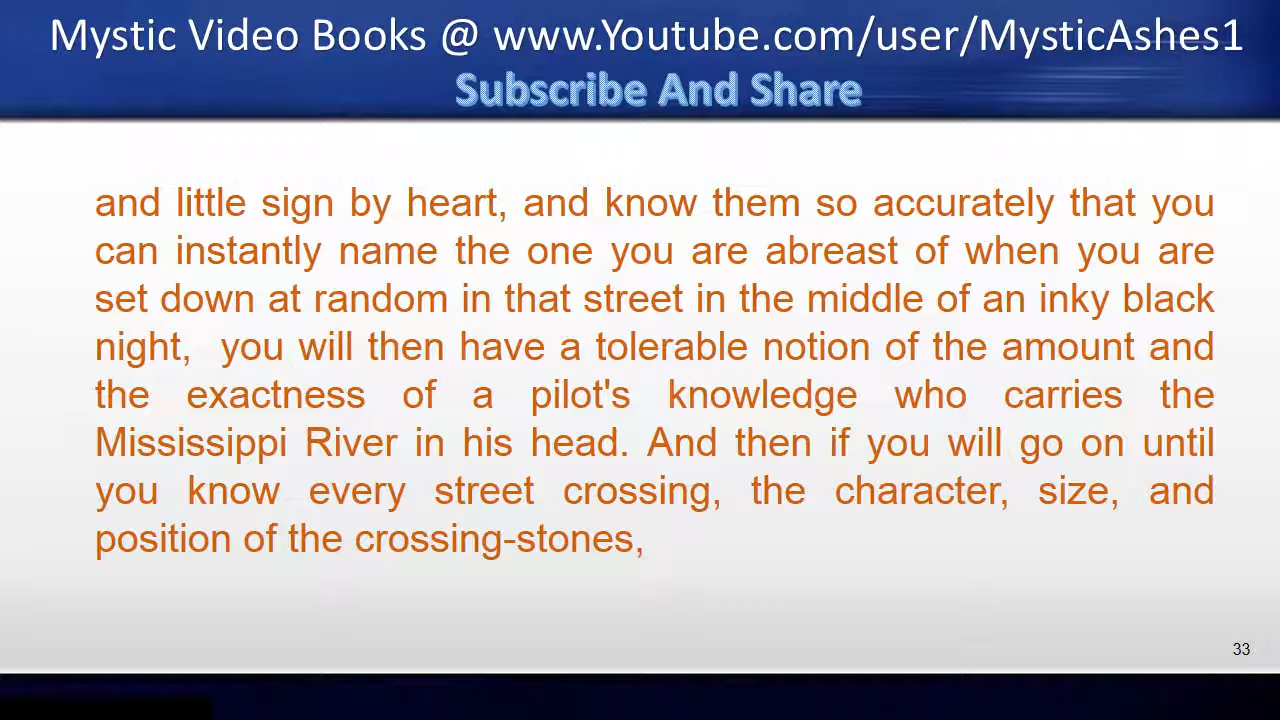 Mystic Video Books @ www.Youtube.com/user/MysticAshes1
Subscribe And Share
and little sign by heart, and know them so accurately that you
can instantly name the one you are abreast of when you are
set down at random in that street in the middle of an inky black
night, you will then have a tolerable notion of the amount and
the exactness of a pilot's knowledge who carries the
Mississippi River in his head. And then if you will go on until
you know every street crossing, the character, size, and
position of the crossing-stones,
33